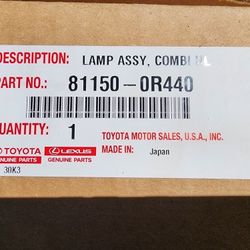 DESCRIPTION: LAMP ASSY, COMBI
PART NO.: 81150-0R440
QUANTITY: 1
TOYOTA MOTOR SALES, U.S.A., INC.
TOYOTA LEXUS MADE IN: Japan
GENUINE PARTS GENUINE PARTS
30K3